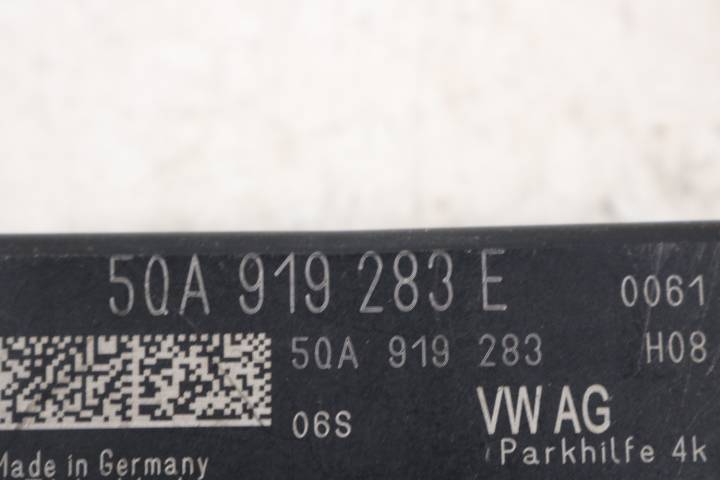 5QA 919 283 E 0061
5QA 919 283 H08
06S VW AG
Parkhilfe 4k
Made in Germany